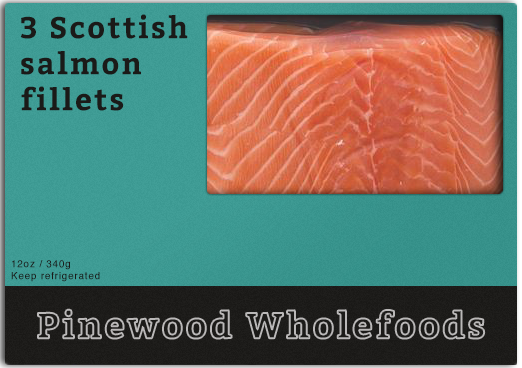 3 Scottish
salmon
fillets
12oz / 340g
Keep refrigerated
Pinewood Wholefoods